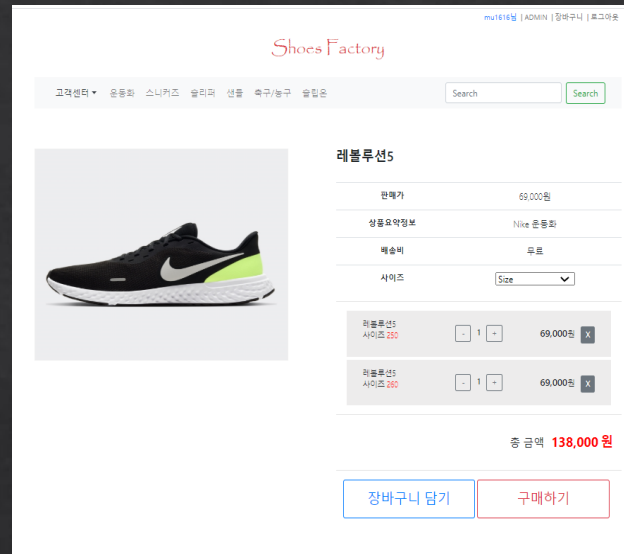 mu1616님 | ADMIN | 장바구니 | 로그아웃
Shoes Factory
고객센터 운동화 스니커즈 슬리퍼 샌들 축구/농구 슬립온 Search Search
레볼루션5
판매가 69,000원
상품요약정보 Nike 운동화
배송비 무료
사이즈 Size
레볼루션5
사이즈 250
- 1 + 69,000원 X
레볼루션5
사이즈 260
- 1 + 69,000원 X
총 금액 138,000 원
장바구니 담기 구매하기